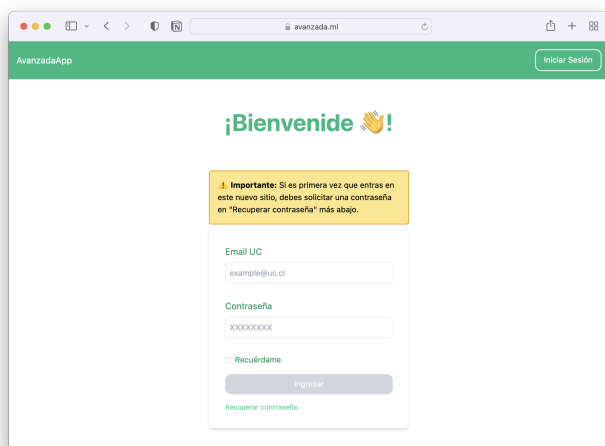 avanzada.ml
AvanzadaApp
Iniciar Sesión
¡Bienvenide 👋!
⚠️ Importante: Si es primera vez que entras en
este nuevo sitio, debes solicitar una contraseña
en "Recuperar contraseña" más abajo.
Email UC
example@uc.cl
Contraseña
XXXXXXXX
Recuérdame
Ingresar
Recuperar contraseña